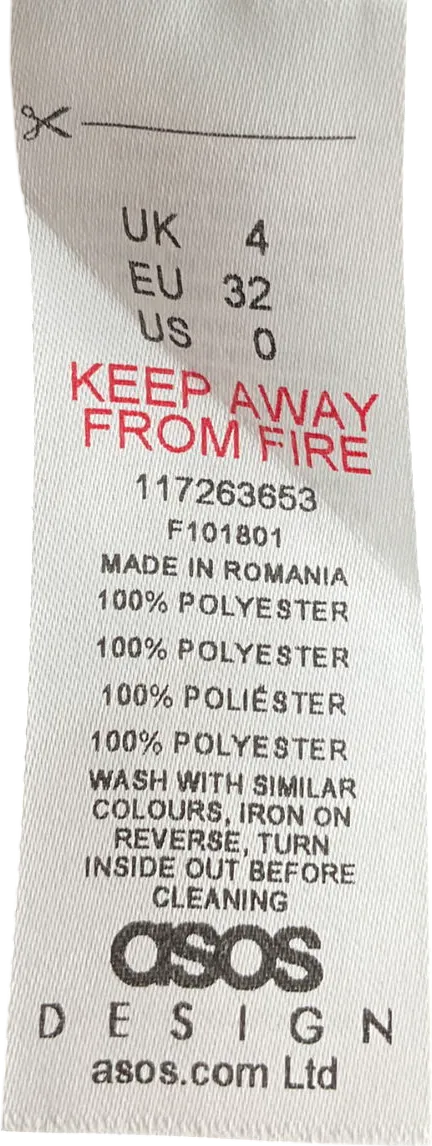 UK 4
EU 32
US 0
KEEP AWAY
FROM FIRE
117263653
F101801
MADE IN ROMANIA
100% POLYESTER
100% POLYESTER
100% POLIÉSTER
100% POLYESTER
WASH WITH SIMILAR
COLOURS, IRON ON
REVERSE, TURN
INSIDE OUT BEFORE
CLEANING
asos
DESIGN
asos.com Ltd